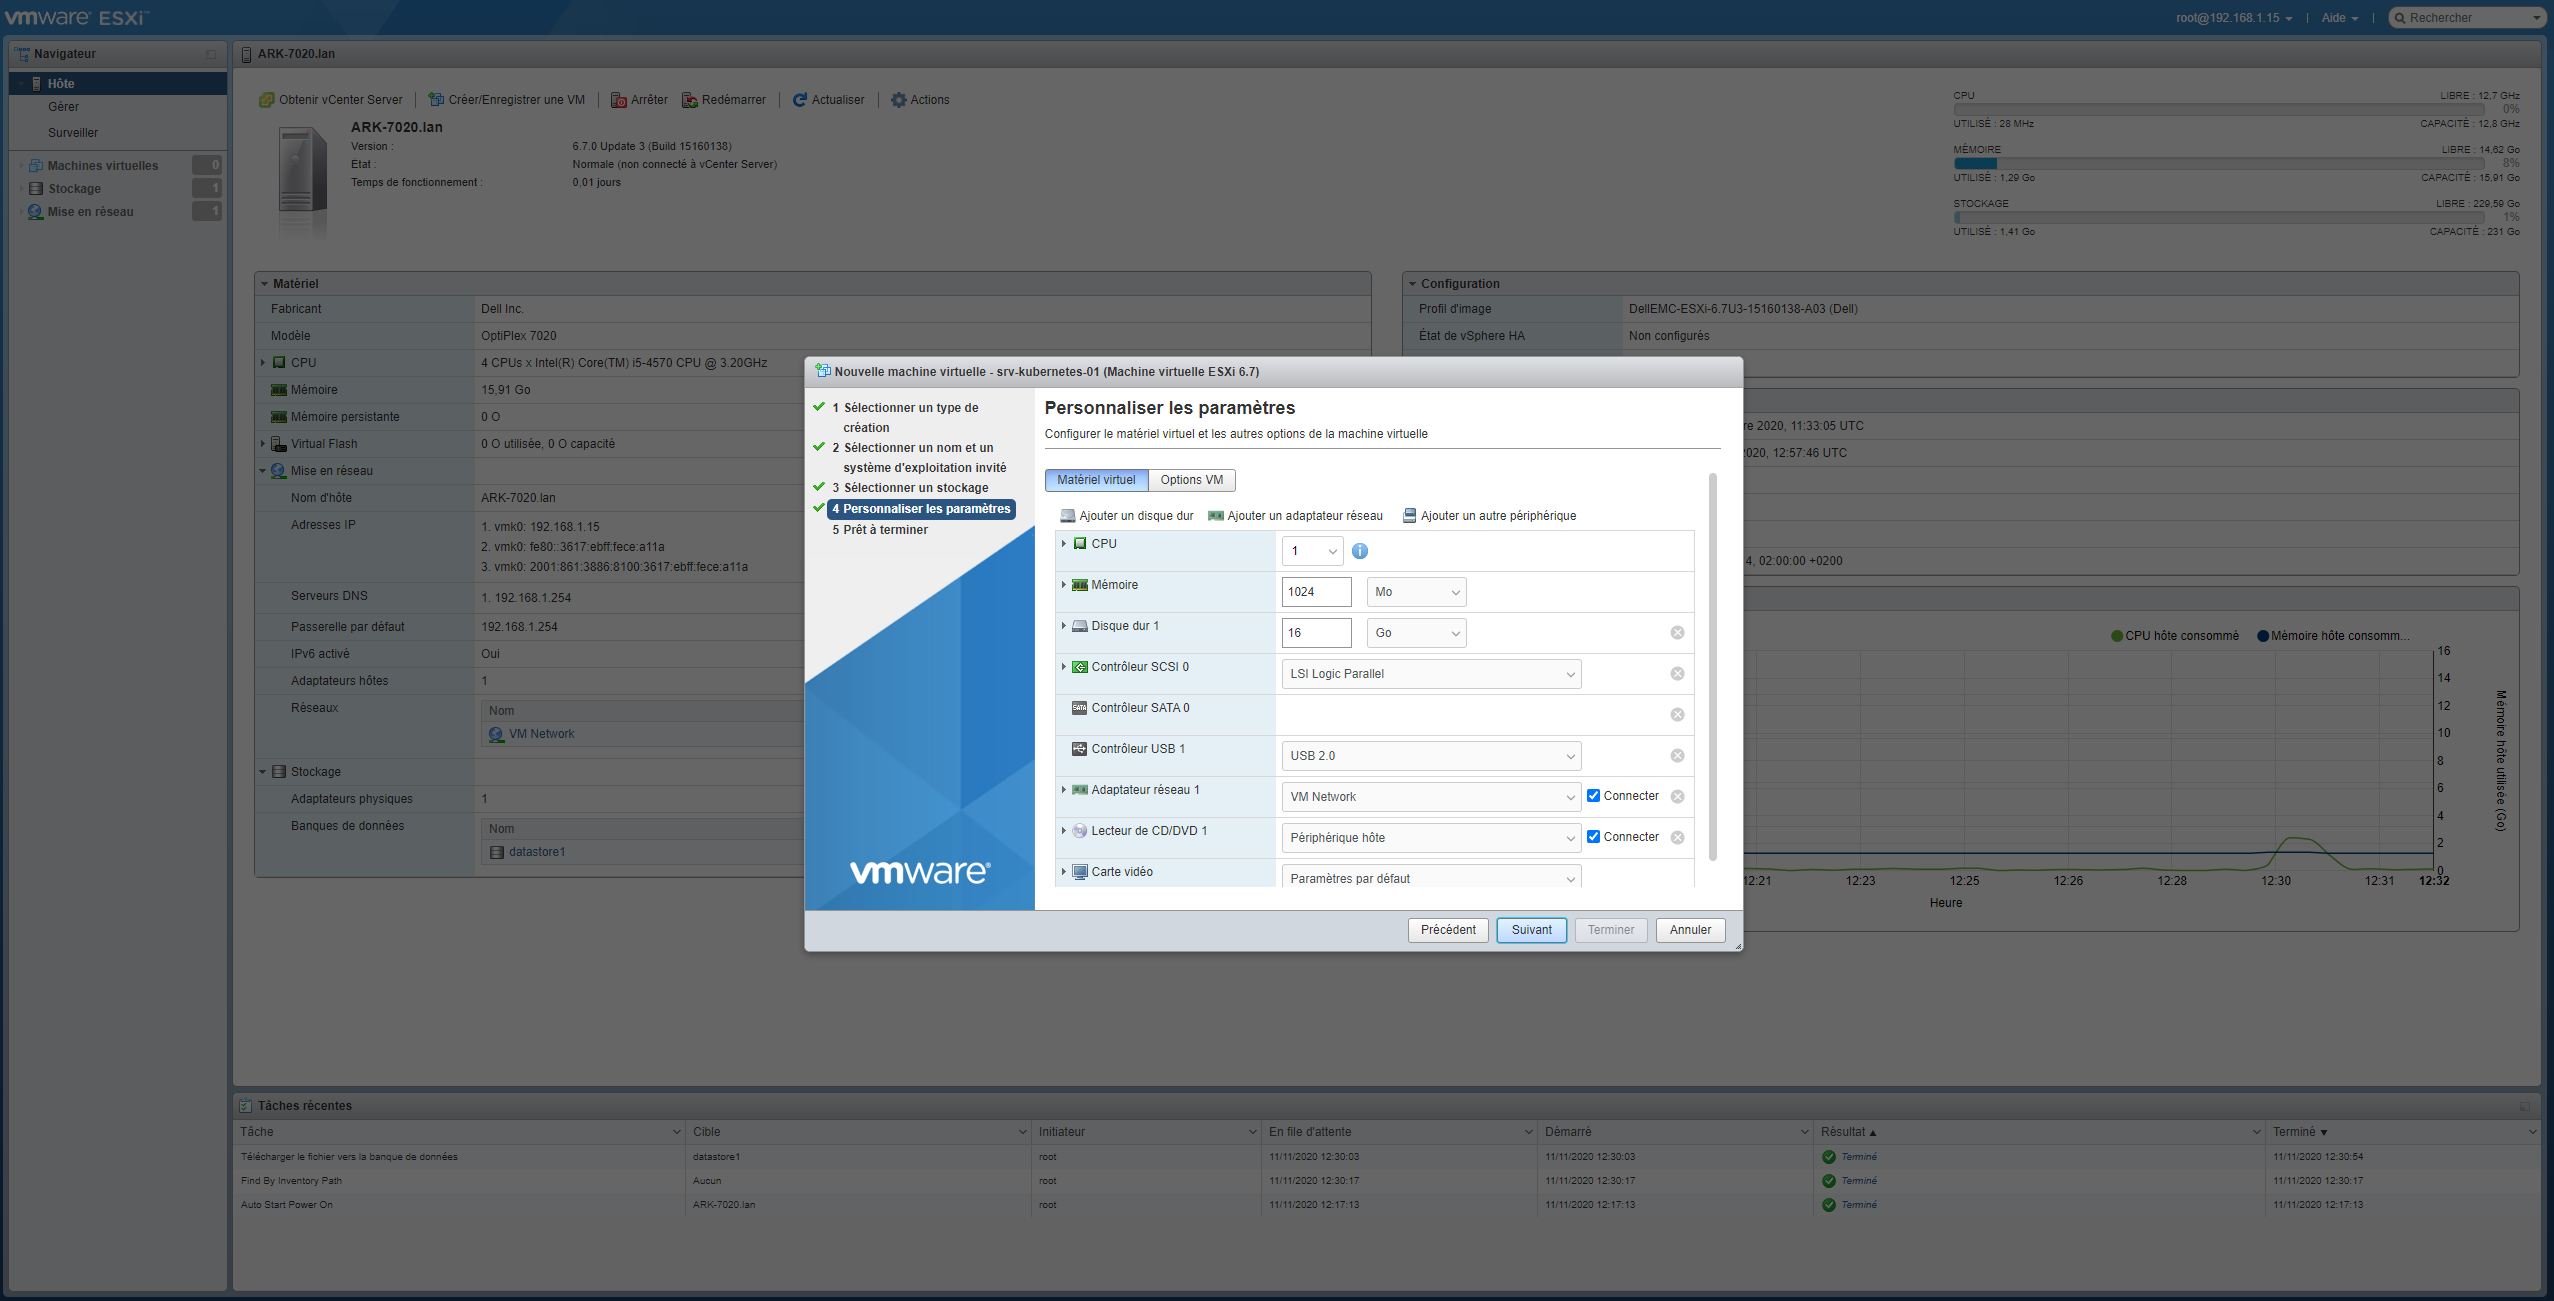 vmware ESXi™
root@192.168.1.15 | Aide |
Rechercher
Navigateur
ARK-7020.lan
Hôte
Gérer
Surveiller
Machines virtuelles 0
Stockage 1
Mise en réseau 1
Obtenir vCenter Server | Créer/Enregistrer une VM | Arrêter Redémarrer | Actualiser | Actions
ARK-7020.lan
Version : 6.7.0 Update 3 (Build 15160138)
État : Normale (non connecté à vCenter Server)
Temps de fonctionnement : 0,01 jours
CPU LIBRE : 12,7 GHz
0%
UTILISÉ : 28 MHz CAPACITÉ : 12,8 GHz
MÉMOIRE LIBRE : 14,62 Go
8%
UTILISÉ : 1,29 Go CAPACITÉ : 15,91 Go
STOCKAGE LIBRE : 229,59 Go
1%
UTILISÉ : 1,41 Go CAPACITÉ : 231 Go
Matériel
Fabricant Dell Inc.
Modèle OptiPlex 7020
CPU 4 CPUs x Intel(R) Core(TM) i5-4570 CPU @ 3.20GHz
Mémoire 15,91 Go
Mémoire persistante 0 O
Virtual Flash 0 O utilisée, 0 O capacité
Mise en réseau
Nom d'hôte ARK-7020.lan
Adresses IP 1. vmk0: 192.168.1.15
2. vmk0: fe80::3617:ebff:fece:a11a
3. vmk0: 2001:861:3886:8100:3617:ebff:fece:a11a
Serveurs DNS 1. 192.168.1.254
Passerelle par défaut 192.168.1.254
IPv6 activé Oui
Adaptateurs hôtes 1
Réseaux Nom
VM Network
Stockage
Adaptateurs physiques 1
Banques de données Nom
datastore1
Configuration
Profil d'image DellEMC-ESXi-6.7U3-15160138-A03 (Dell)
État de vSphere HA Non configurés
re 2020, 11:33:05 UTC
2020, 12:57:46 UTC
4, 02:00:00 +0200
CPU hôte consommé Mémoire hôte consomm...
16
14
12
10
8
6
4
2
0
Mémoire hôte utilisée (Go)
12:21 12:23 12:25 12:26 12:28 12:30 12:31 12:32
Heure
Nouvelle machine virtuelle - srv-kubernetes-01 (Machine virtuelle ESXi 6.7)
1 Sélectionner un type de
création
2 Sélectionner un nom et un
système d'exploitation invité
3 Sélectionner un stockage
4 Personnaliser les paramètres
5 Prêt à terminer
vmware®
Personnaliser les paramètres
Configurer le matériel virtuel et les autres options de la machine virtuelle
Matériel virtuel Options VM
Ajouter un disque dur Ajouter un adaptateur réseau Ajouter un autre périphérique
CPU 1
Mémoire 1024 Mo
Disque dur 1 16 Go
Contrôleur SCSI 0 LSI Logic Parallel
SATA Contrôleur SATA 0
Contrôleur USB 1 USB 2.0
Adaptateur réseau 1 VM Network Connecter
Lecteur de CD/DVD 1 Périphérique hôte Connecter
Carte vidéo Paramètres par défaut
Précédent Suivant Terminer Annuler
Tâches récentes
Tâche Cible Initiateur En file d'attente Démarré Résultat ▲ Terminé ▼
Télécharger le fichier vers la banque de données datastore1 root 11/11/2020 12:30:03 11/11/2020 12:30:03 Terminé 11/11/2020 12:30:54
Find By Inventory Path Aucun root 11/11/2020 12:30:17 11/11/2020 12:30:17 Terminé 11/11/2020 12:30:17
Auto Start Power On ARK-7020.lan root 11/11/2020 12:17:13 11/11/2020 12:17:13 Terminé 11/11/2020 12:17:13